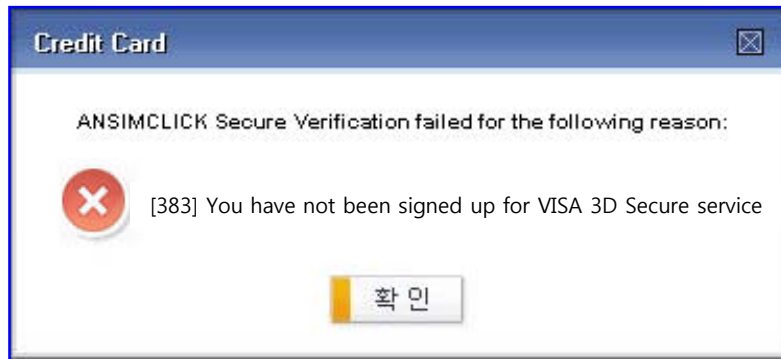 Credit Card
ANSIMCLICK Secure Verification failed for the following reason:
[383] You have not been signed up for VISA 3D Secure service
확 인